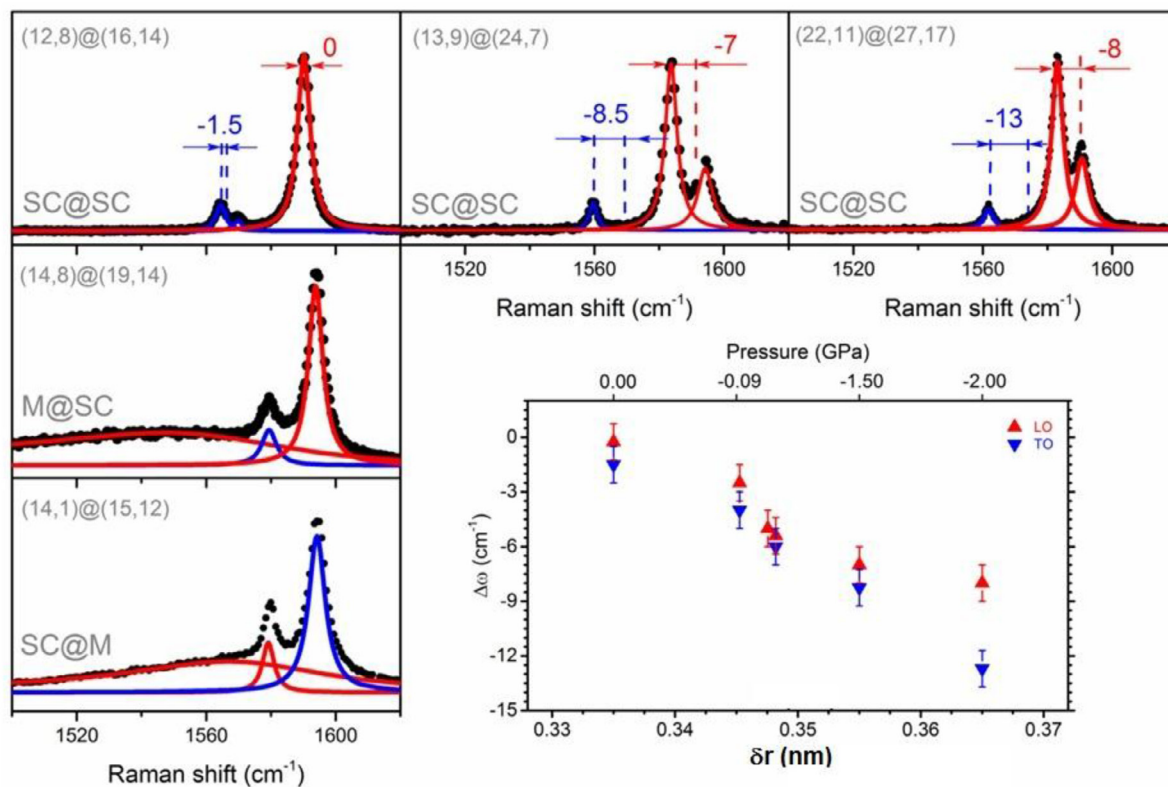 (12,8)@(16,14)
0
-1.5
SC@SC
(13,9)@(24,7)
-7
-8.5
SC@SC
1520 1560 1600
Raman shift (cm⁻¹)
(22,11)@(27,17)
-8
-13
SC@SC
1520 1560 1600
Raman shift (cm⁻¹)
(14,8)@(19,14)
M@SC
(14,1)@(15,12)
SC@M
1520 1560 1600
Raman shift (cm⁻¹)
Pressure (GPa)
0.00 -0.09 -1.50 -2.00
LO
TO
0
-3
-6
-9
-12
-15
Δω (cm⁻¹)
0.33 0.34 0.35 0.36 0.37
δr (nm)